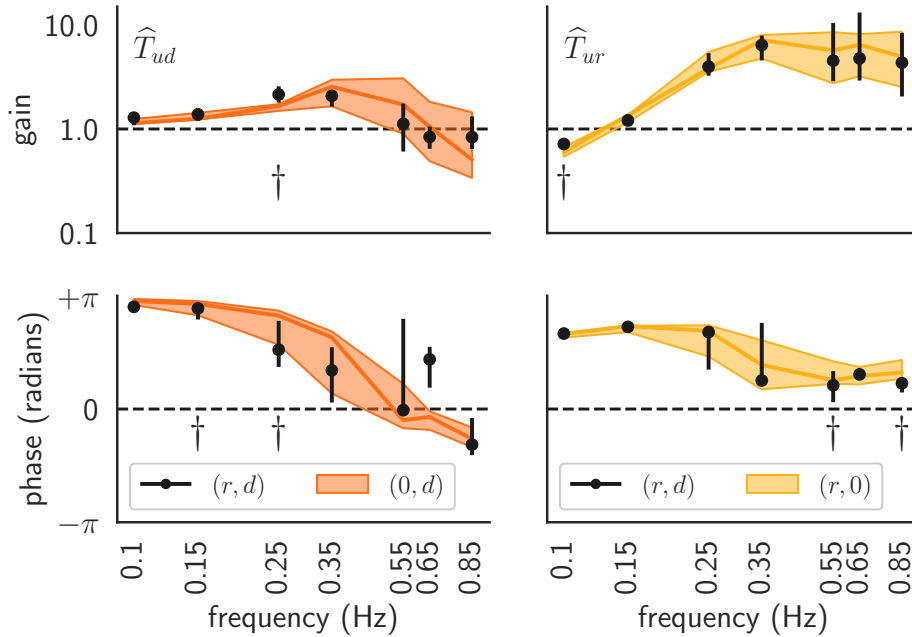 10.0
1.0
0.1
gain
T̂ud
†
T̂ur
†
+π
0
−π
phase (radians)
† †
(r, d) (0, d)
† †
(r, d) (r, 0)
0.1 0.15 0.25 0.35 0.55 0.65 0.85
0.1 0.15 0.25 0.35 0.55 0.65 0.85
frequency (Hz) frequency (Hz)